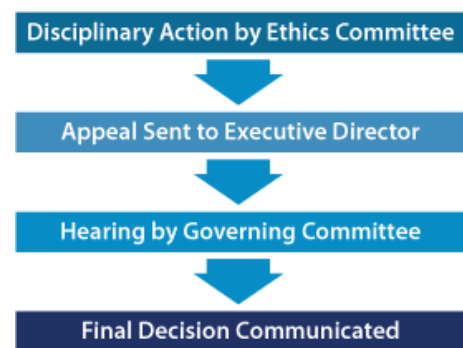 Disciplinary Action by Ethics Committee
Appeal Sent to Executive Director
Hearing by Governing Committee
Final Decision Communicated